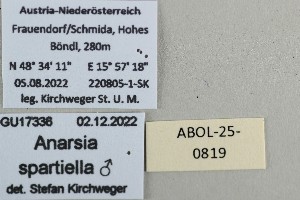 Austria-Niederösterreich
Frauendorf/Schmida, Hohes
Böndl, 280m
N 48° 34' 11" E 15° 57' 18"
05.08.2022 220805-1-SK
leg. Kirchweger St. U. M.
GU17336 02.12.2022
Anarsia
spartiella ♂
det. Stefan Kirchweger
ABOL-25-
0819